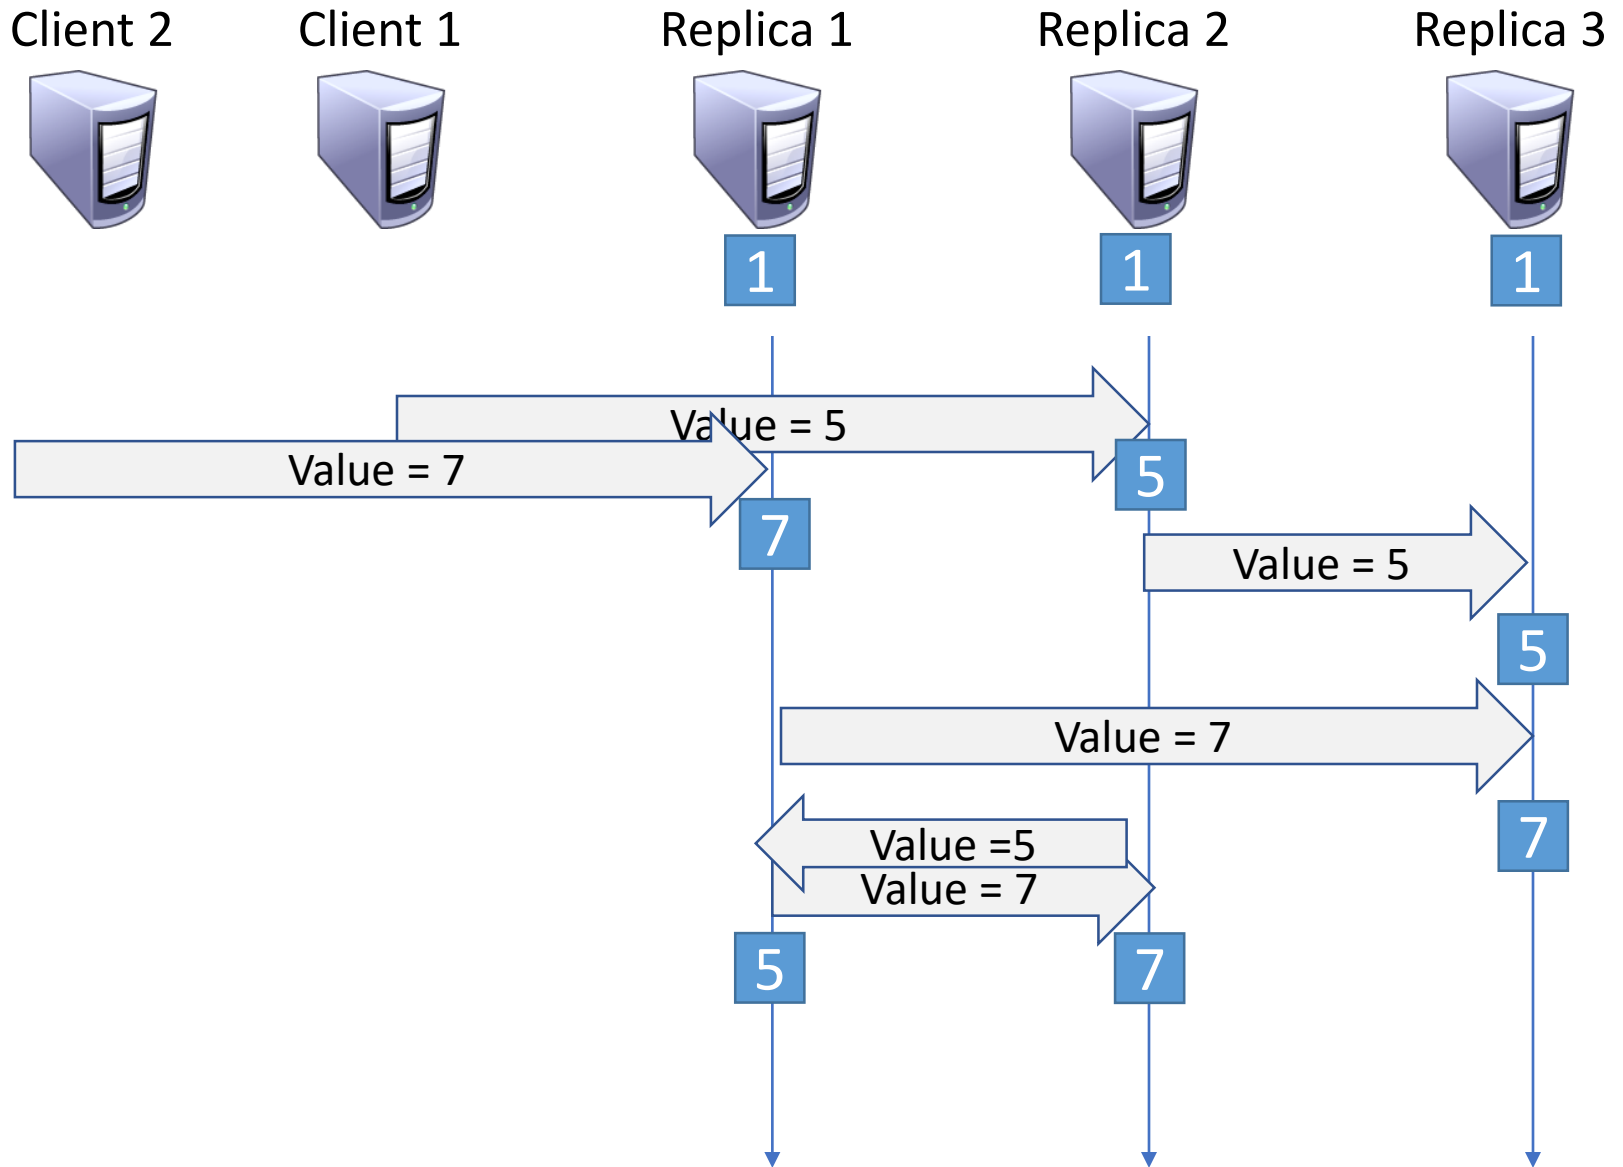 Client 2 Client 1 Replica 1 Replica 2 Replica 3
1 1 1
Value = 5
Value = 7
5
7
Value = 5
5
Value = 7
7
Value =5
Value = 7
5 7